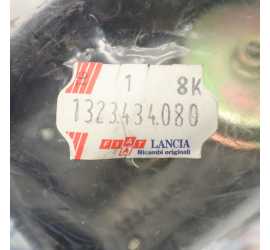 1 8K
1323434080
FIAT LANCIA
Ricambi originali